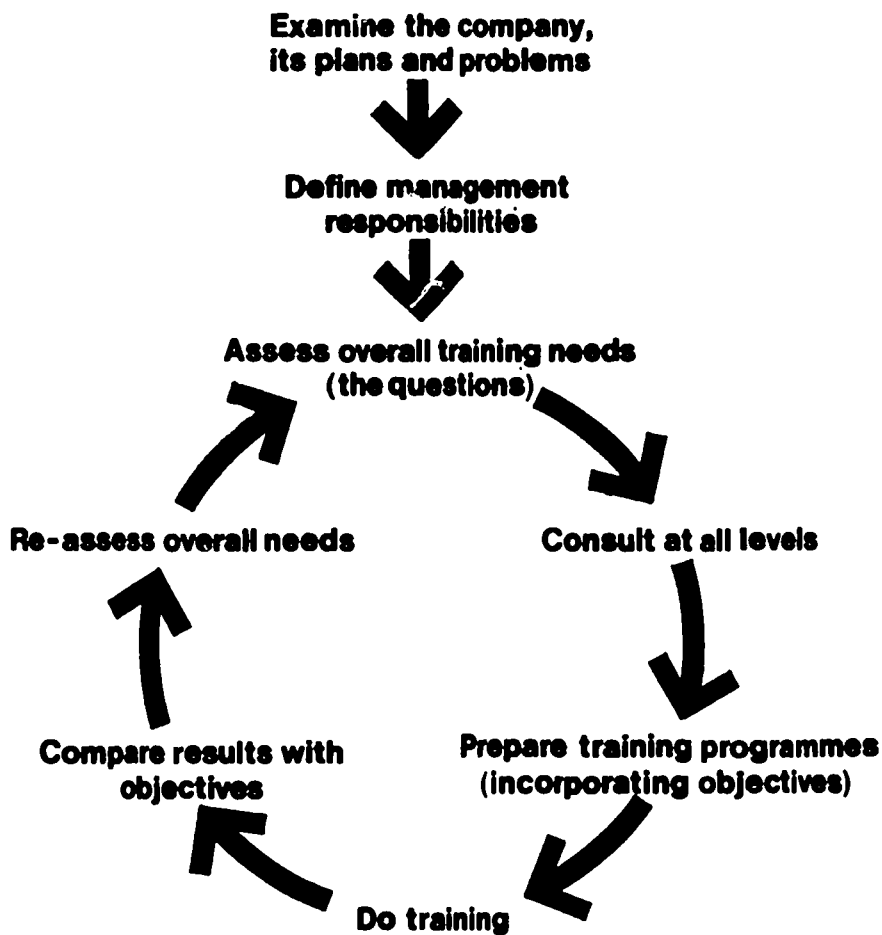 Examine the company,
its plans and problems
Define management
responsibilities
Assess overall training needs
(the questions)
Consult at all levels
Prepare training programmes
(incorporating objectives)
Do training
Compare results with
objectives
Re-assess overall needs